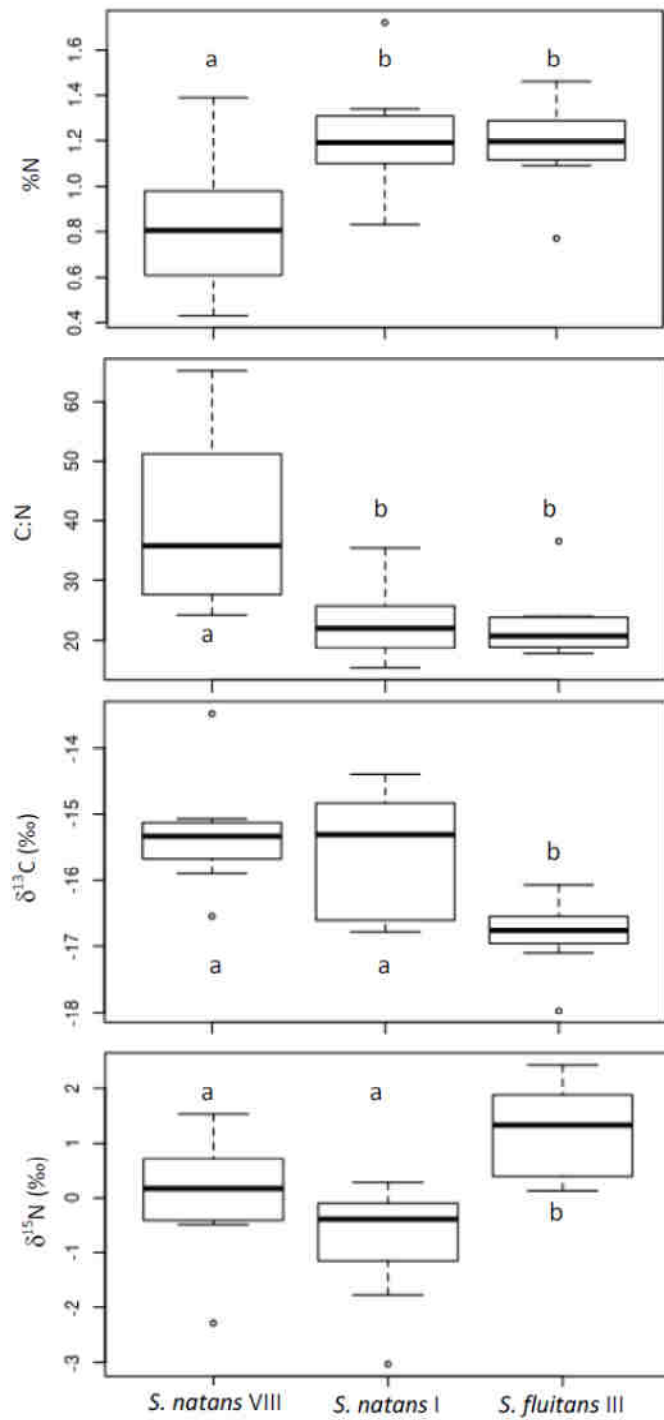 %N
1.6
1.4
1.2
1.0
0.8
0.6
0.4
a b b
C:N
60
50
40
30
20
a b b
δ¹³C (‰)
-14
-15
-16
-17
-18
a a b
δ¹⁵N (‰)
2
1
0
-1
-2
-3
a a b
S. natans VIII S. natans I S. fluitans III